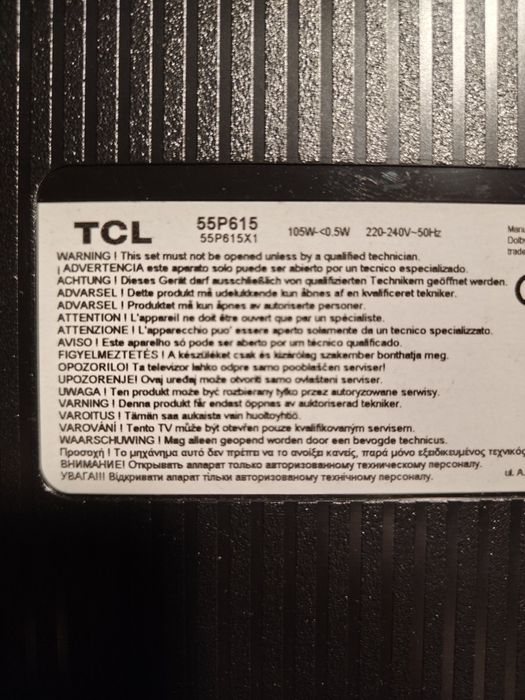 TCL 55P615 105W-<0.5W 220-240V~50Hz
55P615X1
Manu
Dolby
trade
WARNING ! This set must not be opened unless by a qualified technician.
¡ ADVERTENCIA este aparato solo puede ser abierto por un tecnico especializado.
ACHTUNG ! Dieses Gerät darf ausschließlich von qualifizierten Technikern geöffnet warden.
ADVARSEL ! Dette produkt må udelukkende kun åbnes af en kvalificeret tekniker.
ADVARSEL ! Produktet må kun åpnes av autoriserte personer.
ATTENTION ! L'appareil ne doit être ouvert que par un spécialiste.
ATTENZIONE ! L'apparecchio puo' essere aperto solamente da un tecnico specializzato.
AVISO ! Este aparelho só pode ser aberto por um técnico qualificado.
FIGYELMEZTETÉS ! A készüléket csak és kizárólag szakember bonthatja meg.
OPOZORILO! Ta televizor lahko odpre samo pooblaščen serviser!
UPOZORENJE! Ovaj uređaj može otvoriti samo ovlašteni serviser.
UWAGA ! Ten produkt może być rozbierany tylko przez autoryzowane serwisy.
VARNING ! Denna produkt får endast öppnas av auktoriserad tekniker.
VAROITUS ! Tämän saa aukaista vain huoltoyhtiö.
VAROVÁNÍ ! Tento TV může být otevřen pouze kvalifikovaným servisem.
WAARSCHUWING ! Mag alleen geopend worden door een bevogde technicus.
Προσοχή ! Το μηχάνημα αυτό δεν πρέπει να το ανοίξει κανείς, παρά μόνο εξειδικευμένος τεχνικός
ВНИМАНИЕ! Открывать аппарат только авторизованному техническому персоналу.
УВАГА!!! Відкривати апарат тільки авторизованому технічному персоналу.
ul. A.